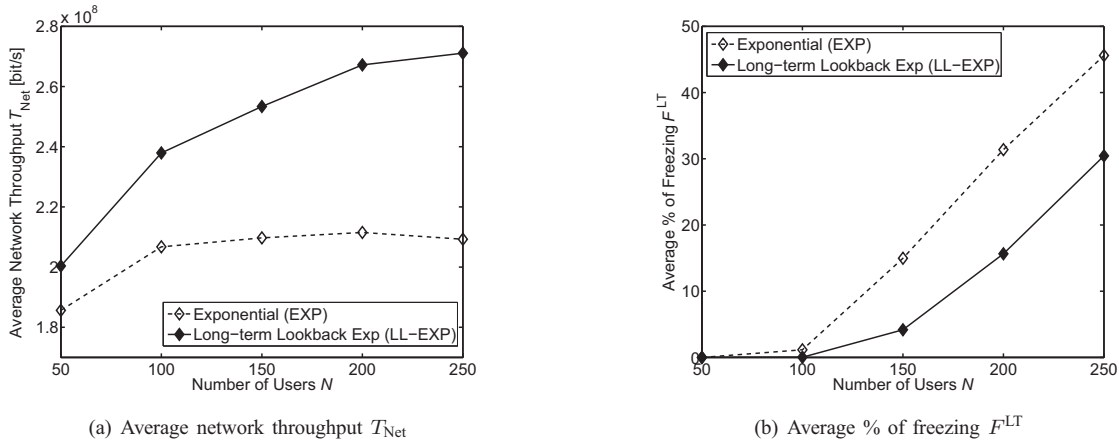 × 10^8
2.8
2.6
2.4
2.2
2
1.8
Average Network Throughput T_Net [bit/s]
Exponential (EXP)
Long−term Lookback Exp (LL−EXP)
50 100 150 200 250
Number of Users N
(a) Average network throughput T_Net
50
40
30
20
10
0
Average % of Freezing F^LT
Exponential (EXP)
Long−term Lookback Exp (LL−EXP)
50 100 150 200 250
Number of Users N
(b) Average % of freezing F^LT